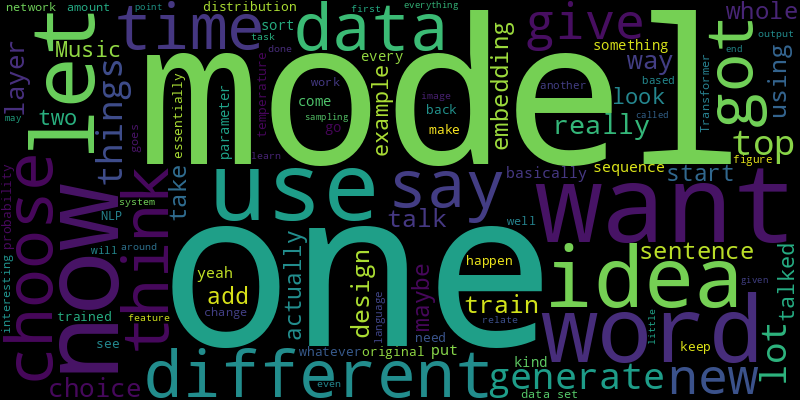 network amount time distribution first everything
point sort task data give whole
let Music layer things done model something way
two essentially parameter temperature work example embedding image another based Transformer got using output end
may goes come sampling go back make look really called top
learn figure
choose now think take use say basically sequence start want
probability system NLP talk one well sentence
interesting will around yeah happen idea given talked
add actually design maybe train word
trained feature change language relate little
see whatever original need put keep lot
choice different even kind generate new
data set